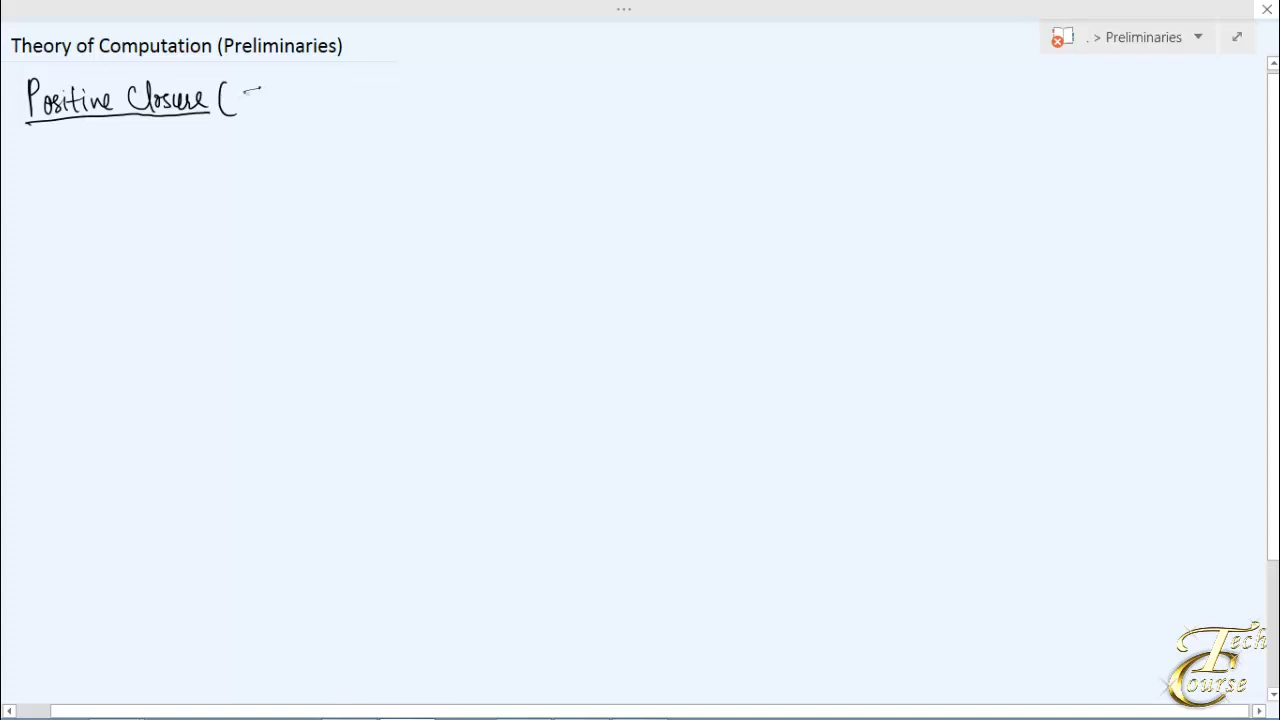 Theory of Computation (Preliminaries)
. > Preliminaries
Positive Closure (
Tech
Course